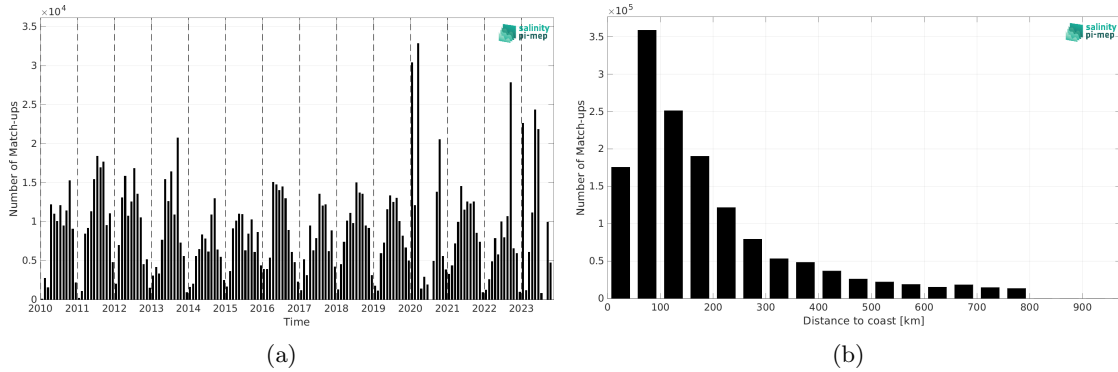 ×10⁴
3.5
3
2.5
2
1.5
1
0.5
0
Number of Match-ups
2010 2011 2012 2013 2014 2015 2016 2017 2018 2019 2020 2021 2022 2023
Time
salinity
pi-mep
(a)
×10⁵
3.5
3
2.5
2
1.5
1
0.5
0
Number of Match-ups
0 100 200 300 400 500 600 700 800 900
Distance to coast [km]
salinity
pi-mep
(b)